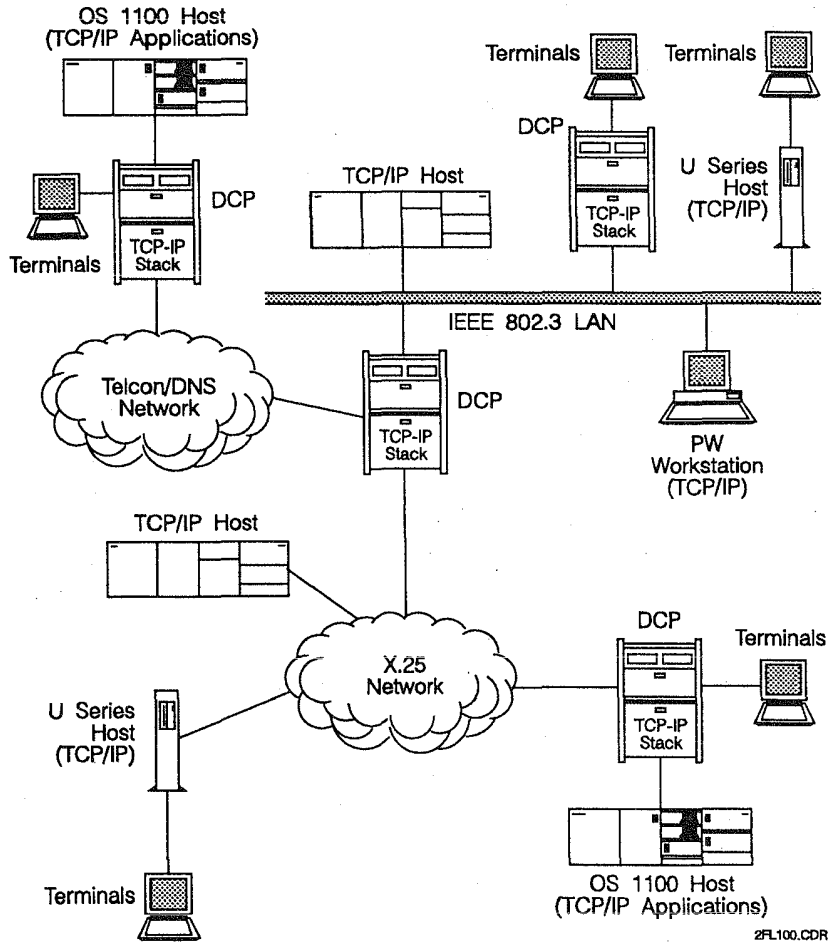 OS 1100 Host
(TCP/IP Applications)
Terminals
DCP
TCP-IP
Stack
TCP/IP Host
Terminals
DCP
TCP-IP
Stack
Terminals
U Series
Host
(TCP/IP)
IEEE 802.3 LAN
Telcon/DNS
Network
DCP
TCP-IP
Stack
PW
Workstation
(TCP/IP)
TCP/IP Host
X.25
Network
DCP
TCP-IP
Stack
Terminals
U Series
Host
(TCP/IP)
Terminals
OS 1100 Host
(TCP/IP Applications)
2FL100.CDR